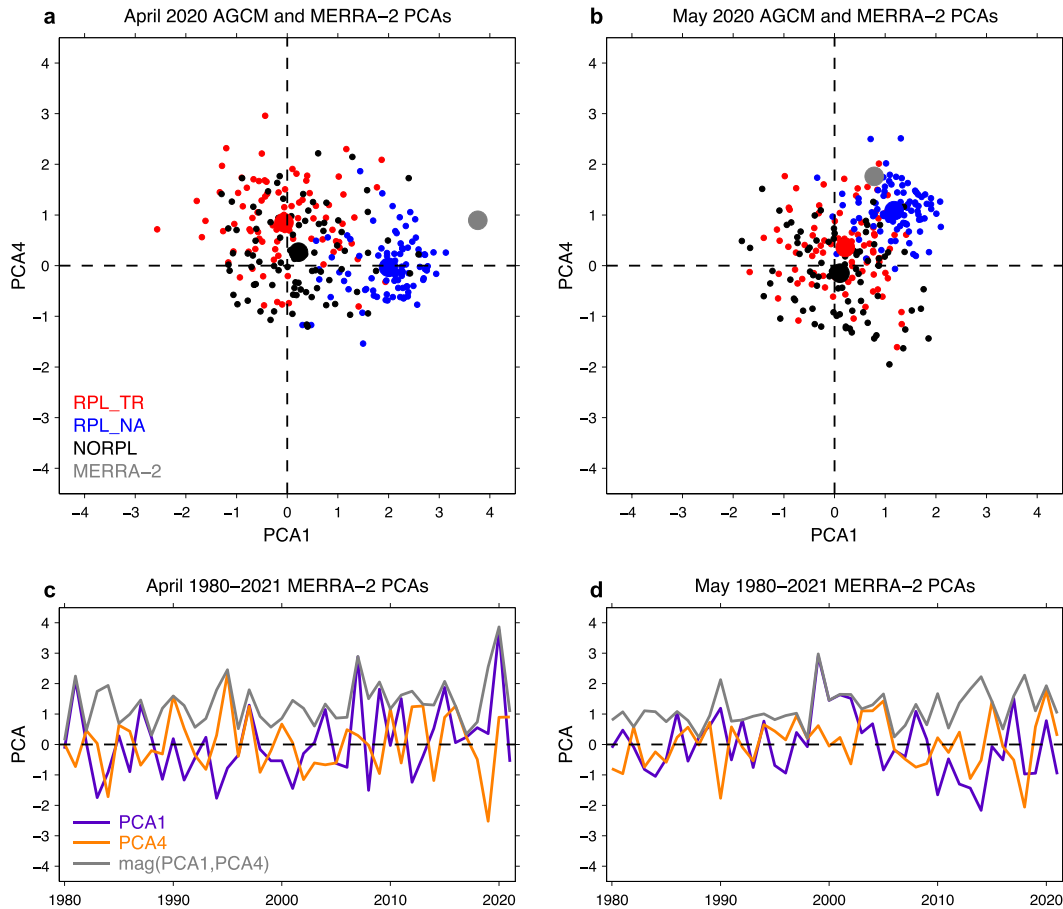 a April 2020 AGCM and MERRA−2 PCAs
4
3
2
1
0
−1
−2
−3
−4
PCA4
RPL_TR
RPL_NA
NORPL
MERRA−2
−4 −3 −2 −1 0 1 2 3 4
PCA1
b May 2020 AGCM and MERRA−2 PCAs
4
3
2
1
0
−1
−2
−3
−4
PCA4
−4 −3 −2 −1 0 1 2 3 4
PCA1
c April 1980−2021 MERRA−2 PCAs
4
3
2
1
0
−1
−2
−3
−4
PCA
PCA1
PCA4
mag(PCA1,PCA4)
1980 1990 2000 2010 2020
d May 1980−2021 MERRA−2 PCAs
4
3
2
1
0
−1
−2
−3
−4
PCA
1980 1990 2000 2010 2020